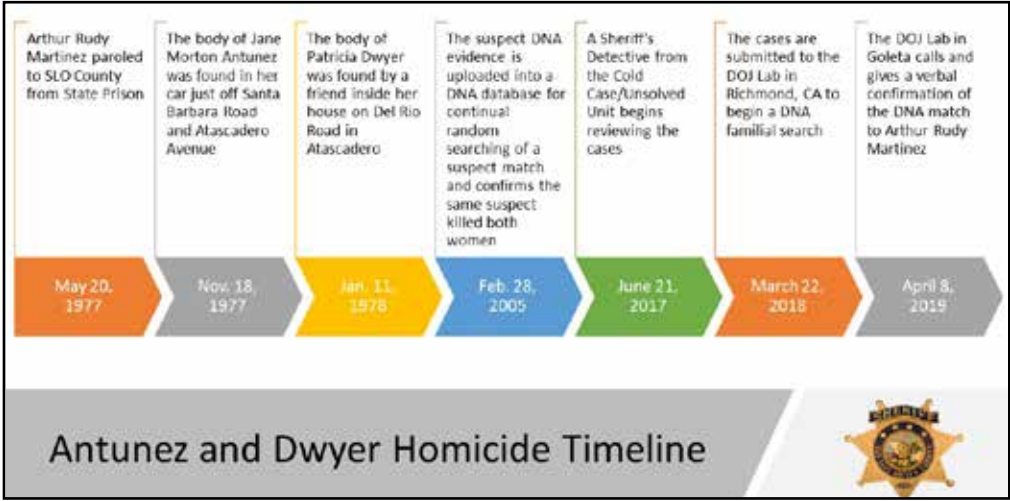 Arthur Rudy
Martinez paroled
to SLO County
from State Prison
The body of Jane
Morton Antunez
was found in her
car just off Santa
Barbara Road
and Atascadero
Avenue
The body of
Patricia Dwyer
was found by a
friend inside her
house on Del Rio
Road in
Atascadero
The suspect DNA
evidence is
uploaded into a
DNA database for
continual
random
searching of a
suspect match
and confirms the
same suspect
killed both
women
A Sheriff's
Detective from
the Cold
Case/Unsolved
Unit begins
reviewing the
cases
The cases are
submitted to the
DOJ Lab in
Richmond, CA to
begin a DNA
familial search
The DOJ Lab in
Goleta calls and
gives a verbal
confirmation of
the DNA match
to Arthur Rudy
Martinez
May 20,
1977
Nov. 18,
1977
Jan. 11,
1978
Feb. 28,
2005
June 21,
2017
March 22,
2018
April 8,
2019
Antunez and Dwyer Homicide Timeline
SHERIFF